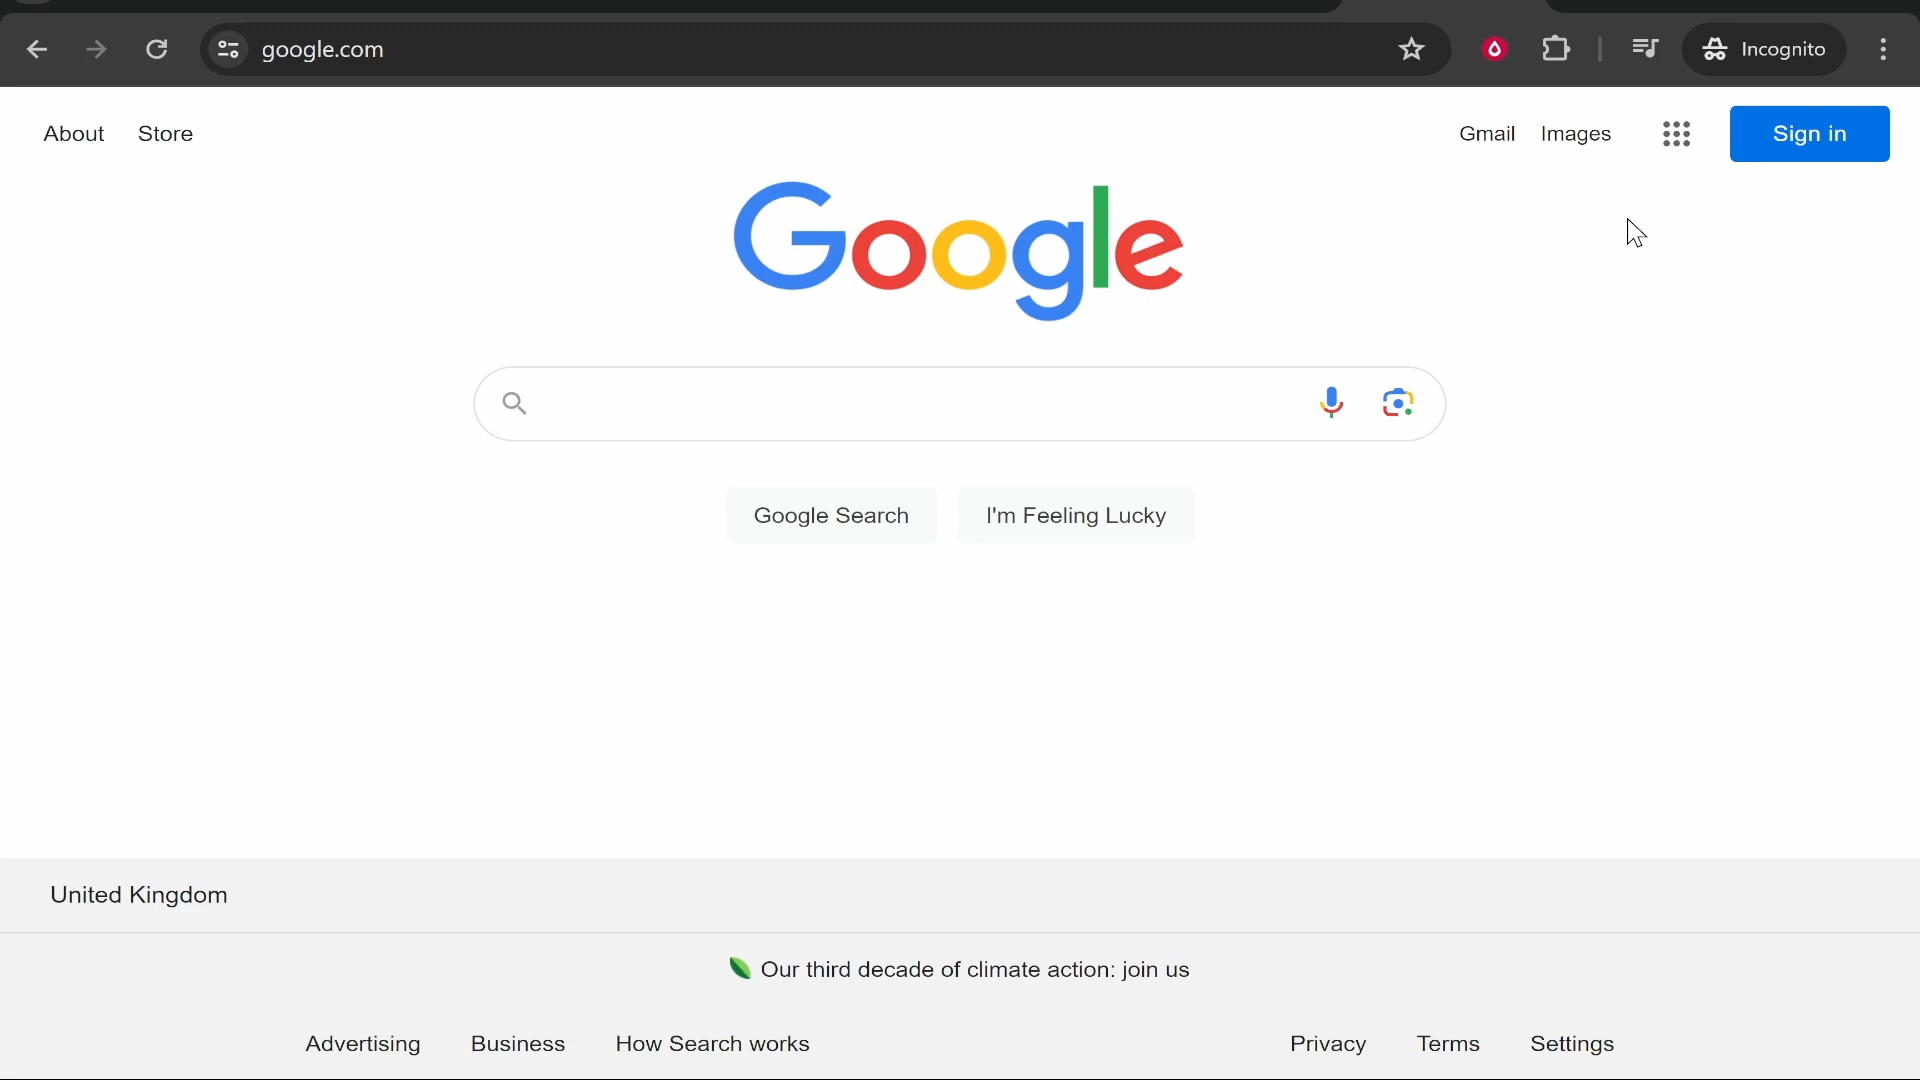 google.com
Incognito
About Store
Gmail Images Sign in
Google
Google Search I'm Feeling Lucky
United Kingdom
Our third decade of climate action: join us
Advertising Business How Search works Privacy Terms Settings